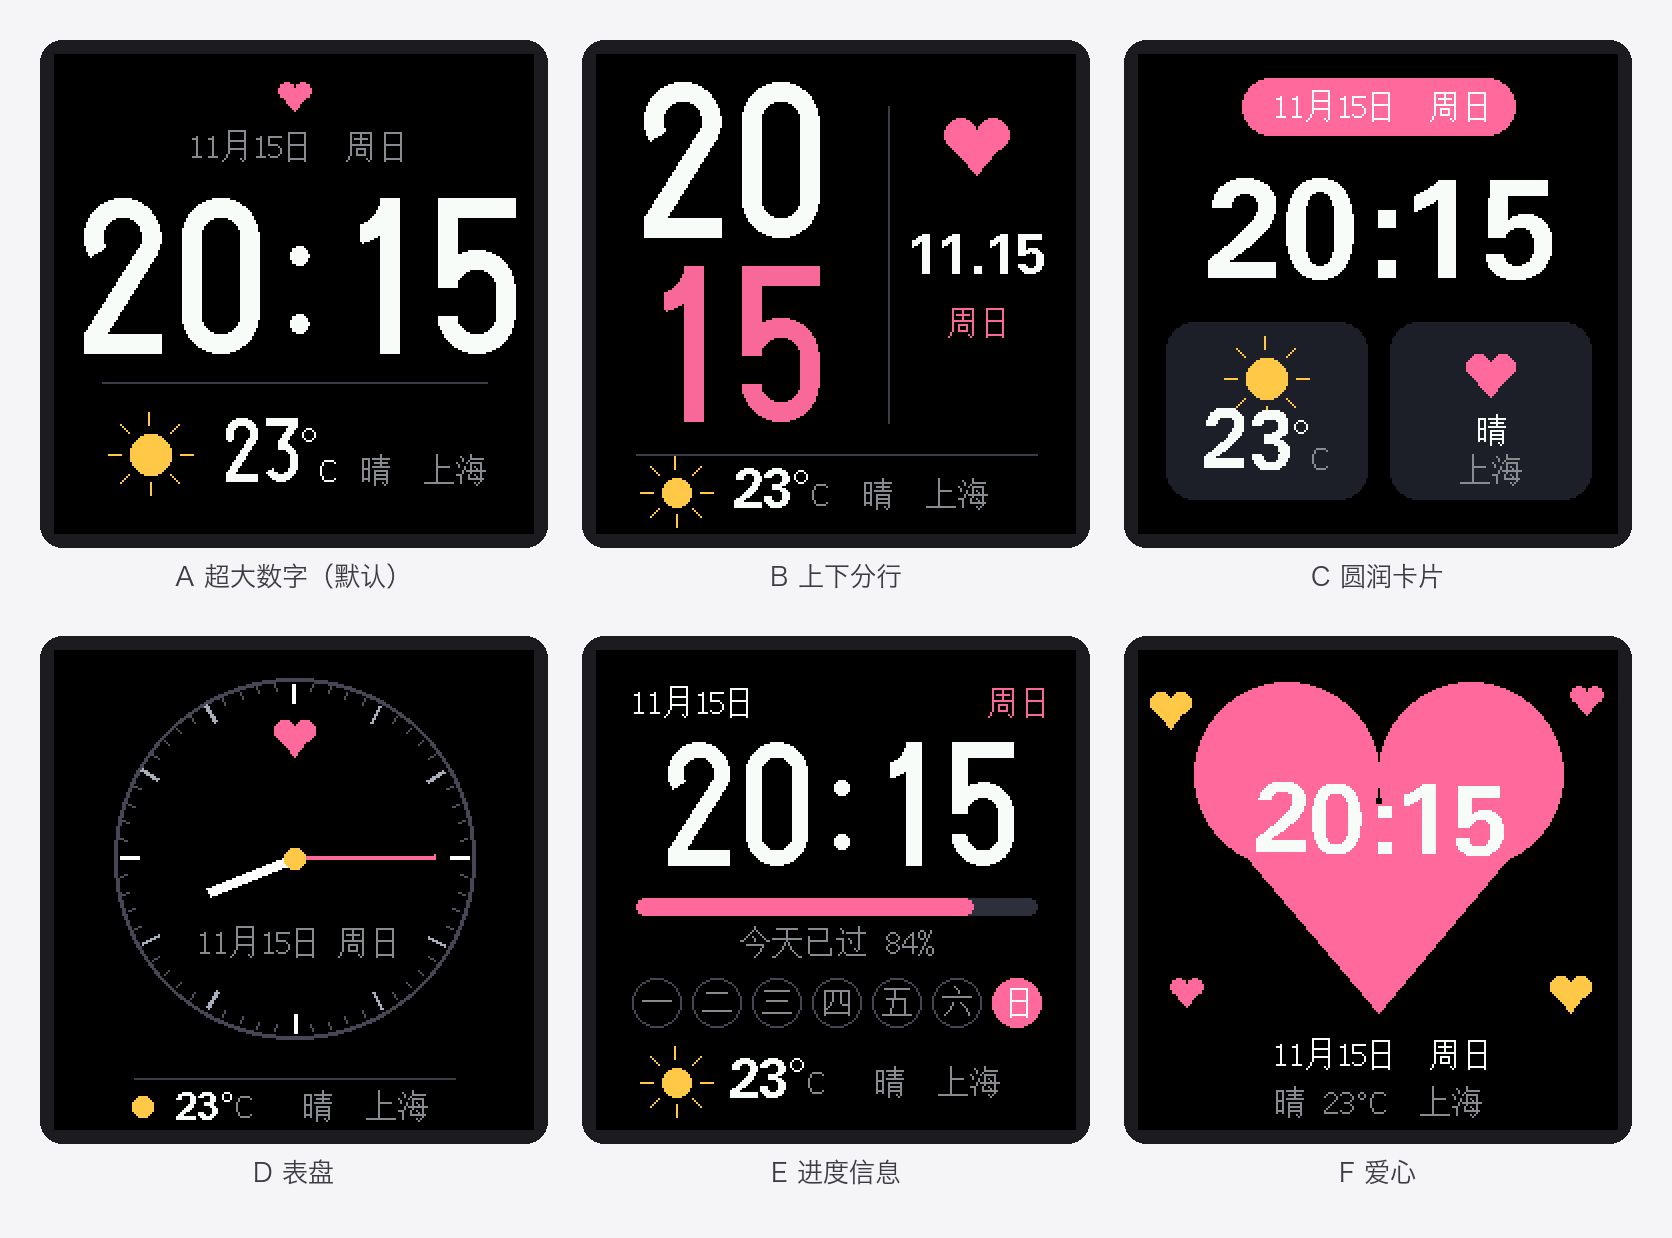 11月15日 周日
20:15
23°C 晴 上海
A 超大数字（默认）
20
15
11.15
周日
23°C 晴 上海
B 上下分行
11月15日 周日
20:15
23°C
晴
上海
C 圆润卡片
11月15日 周日
23°C 晴 上海
D 表盘
11月15日 周日
20:15
今天已过 84%
一 二 三 四 五 六 日
23°C 晴 上海
E 进度信息
20:15
11月15日 周日
晴 23°C 上海
F 爱心